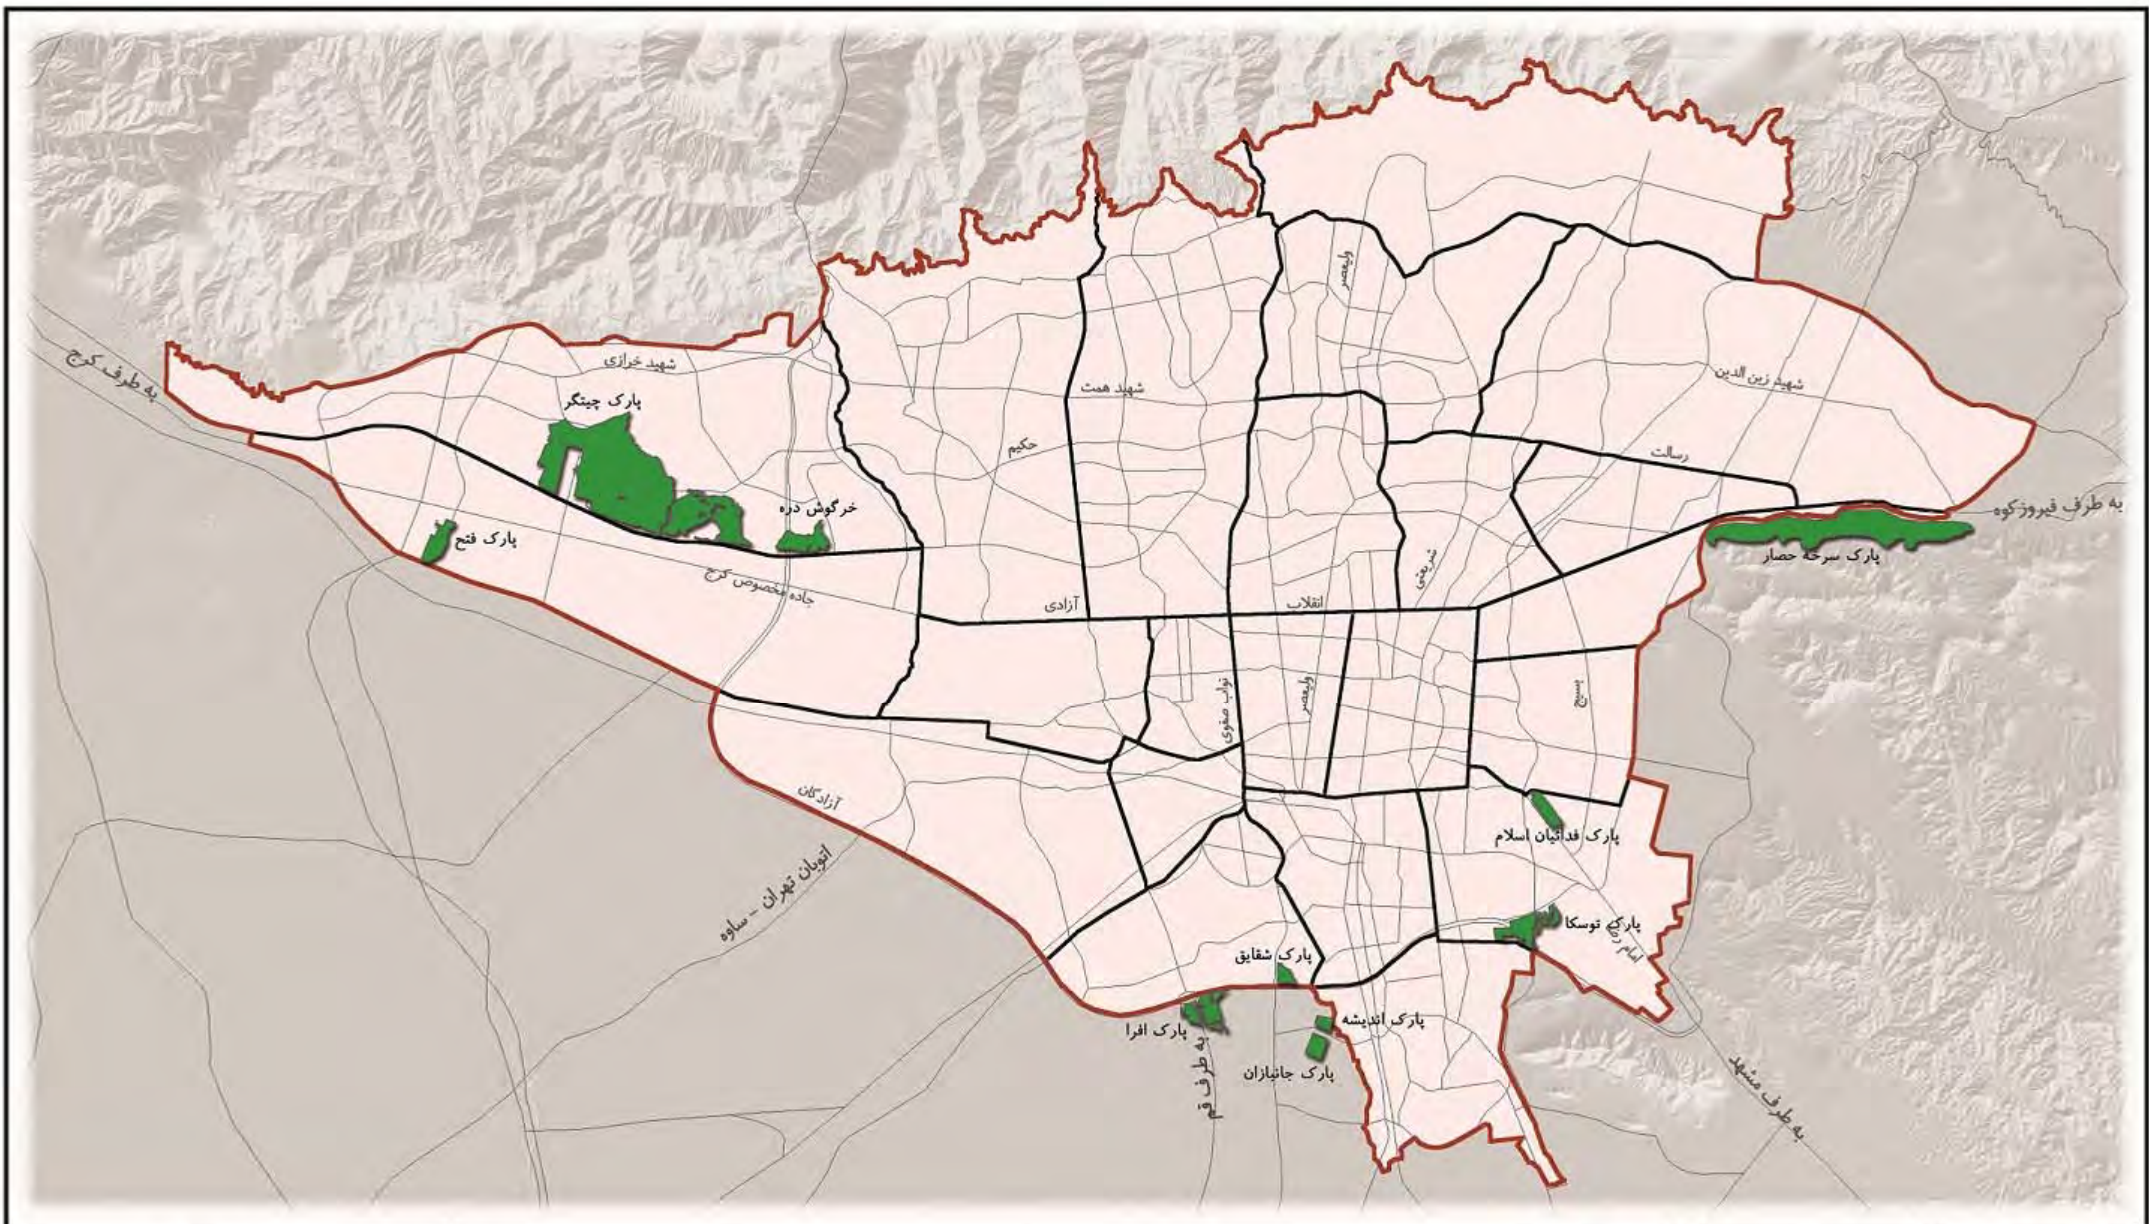 ولیعصر
شهید خرازی
به طرف کرج
شهید زین الدین
شهید همت
پارک چیتگر
حکیم
رسالت
خرگوش دره
به طرف فیروزکوه
پارک فتح
پارک سرخه حصار
شریعتی
جاده مخصوص کرج
انقلاب
آزادی
بسیج
ولیعصر
نواب صفوی
آزادگان
پارک فدائیان اسلام
اتوبان تهران - ساوه
پارک توسکا
امام رضا
پارک شقایق
پارک اندیشه
پارک افرا
پارک جانبازان
به طرف قم
به طرف مشهد